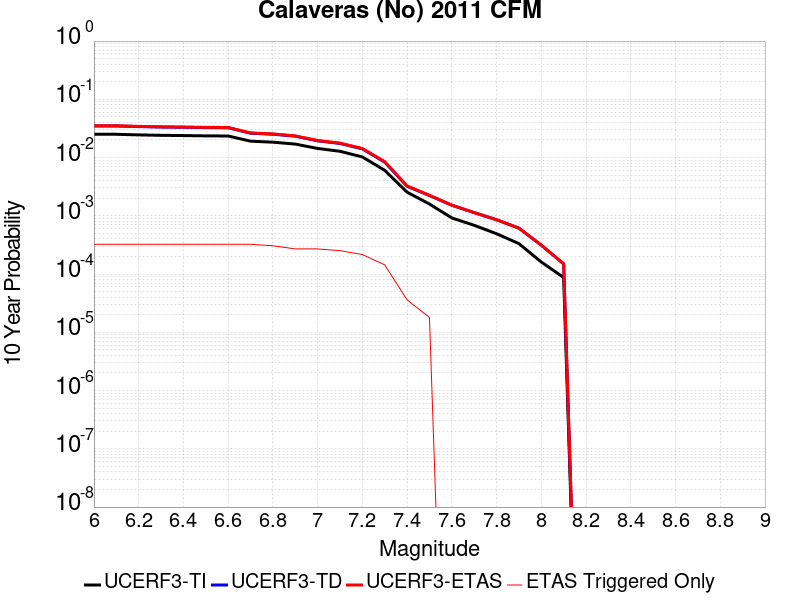 Calaveras (No) 2011 CFM
10 Year Probability
10^0
10^-1
10^-2
10^-3
10^-4
10^-5
10^-6
10^-7
10^-8
6 6.2 6.4 6.6 6.8 7 7.2 7.4 7.6 7.8 8 8.2 8.4 8.6 8.8 9
Magnitude
UCERF3-TI UCERF3-TD UCERF3-ETAS ETAS Triggered Only